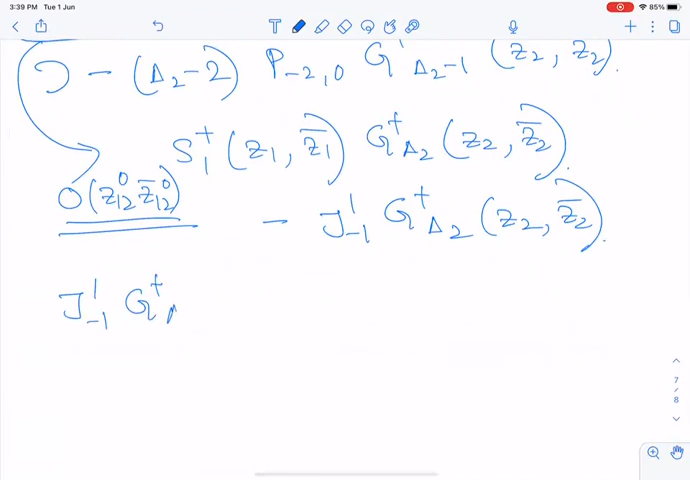 3:39 PM Tue 1 Jun 85%
⊃ − (Δ₂−2) P₋₂,₀ G⁺_{Δ₂−1} (z₂, z̄₂).
S₁⁺ (z₁, z̄₁) G⁺_{Δ₂} (z₂, z̄₂).
O(z₁₂⁰ z̄₁₂⁰) − J¹₋₁ G⁺_{Δ₂} (z₂, z̄₂).
J¹₋₁ G⁺
7
/
8